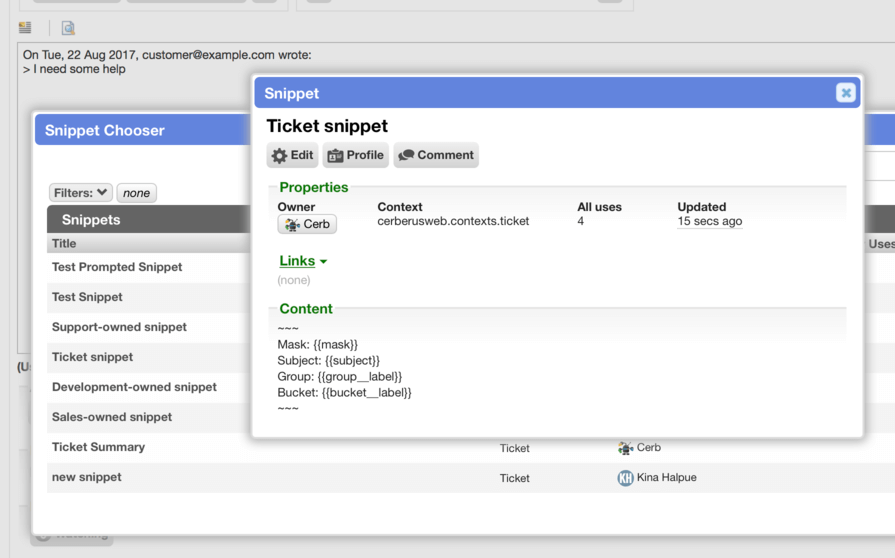 On Tue, 22 Aug 2017, customer@example.com wrote:
> I need some help
Snippet Chooser
Filters:
none
Snippets
Title
Uses
Test Prompted Snippet
Test Snippet
Support-owned snippet
Ticket snippet
Development-owned snippet
Sales-owned snippet
Ticket Summary Ticket Cerb
new snippet Ticket KH Kina Halpue
Snippet
Ticket snippet
Edit Profile Comment
Properties
Owner Context All uses Updated
Cerb cerberusweb.contexts.ticket 4 15 secs ago
Links
(none)
Content
~~~
Mask: {{mask}}
Subject: {{subject}}
Group: {{group__label}}
Bucket: {{bucket__label}}
~~~